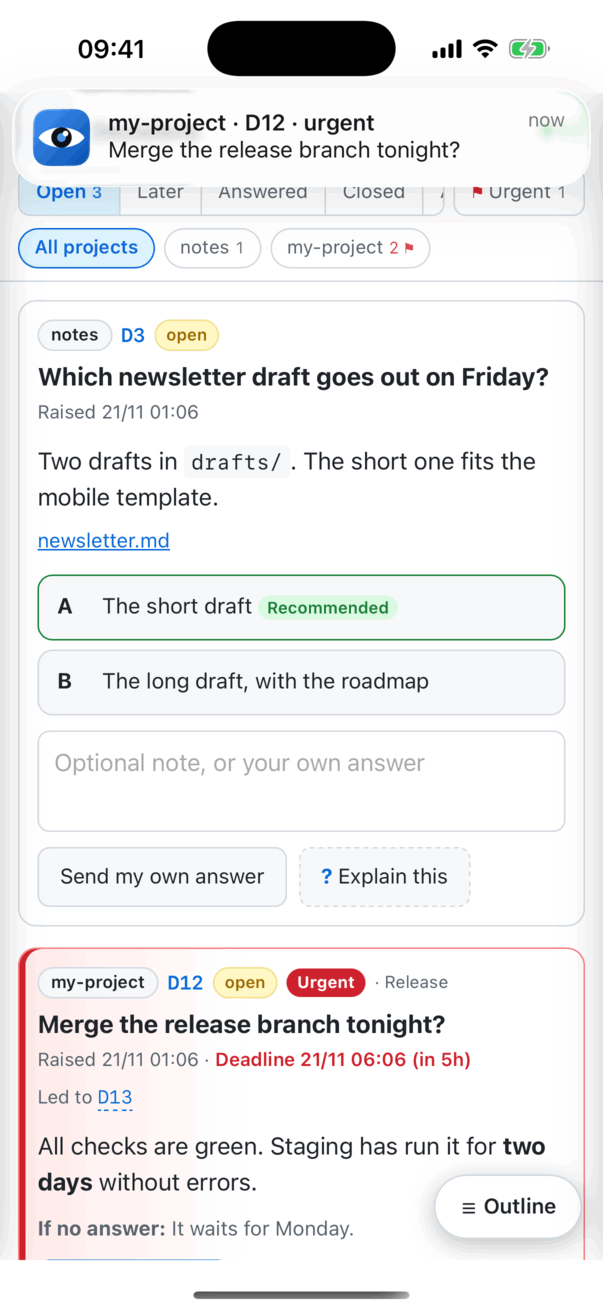 09:41
my-project · D12 · urgent
now
Merge the release branch tonight?
Open 3
Later
Answered
Closed
Urgent 1
All projects
notes 1
my-project 2
notes D3 open
Which newsletter draft goes out on Friday?
Raised 21/11 01:06
Two drafts in drafts/ . The short one fits the
mobile template.
newsletter.md
A The short draft Recommended
B The long draft, with the roadmap
Optional note, or your own answer
Send my own answer
? Explain this
my-project D12 open Urgent · Release
Merge the release branch tonight?
Raised 21/11 01:06 · Deadline 21/11 06:06 (in 5h)
Led to D13
All checks are green. Staging has run it for two
days without errors.
≡ Outline
If no answer: It waits for Monday.